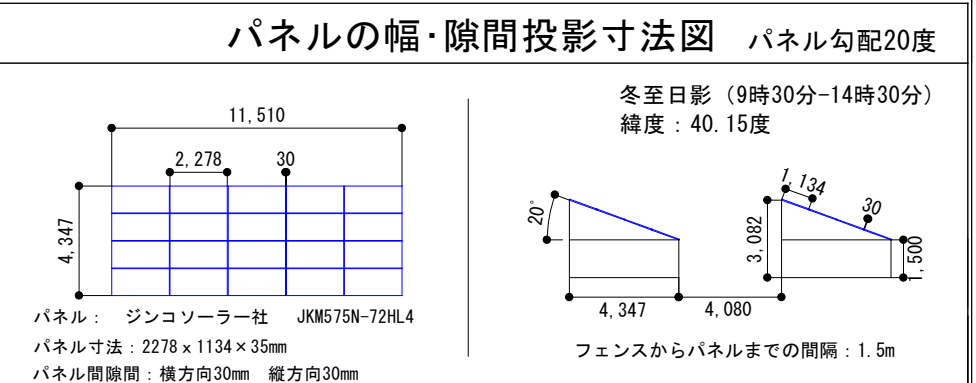 パネルの幅・隙間投影寸法図 パネル勾配20度
11,510
2,278
30
4,347
パネル： ジンコソーラー社 JKM575N-72HL4
パネル寸法：2278ｘ1134×35mm
パネル間隙間：横方向30mm 縦方向30mm
冬至日影（9時30分-14時30分）
緯度：40.15度
20°
1,134
30
3,082
1,500
4,347
4,080
フェンスからパネルまでの間隔：1.5m